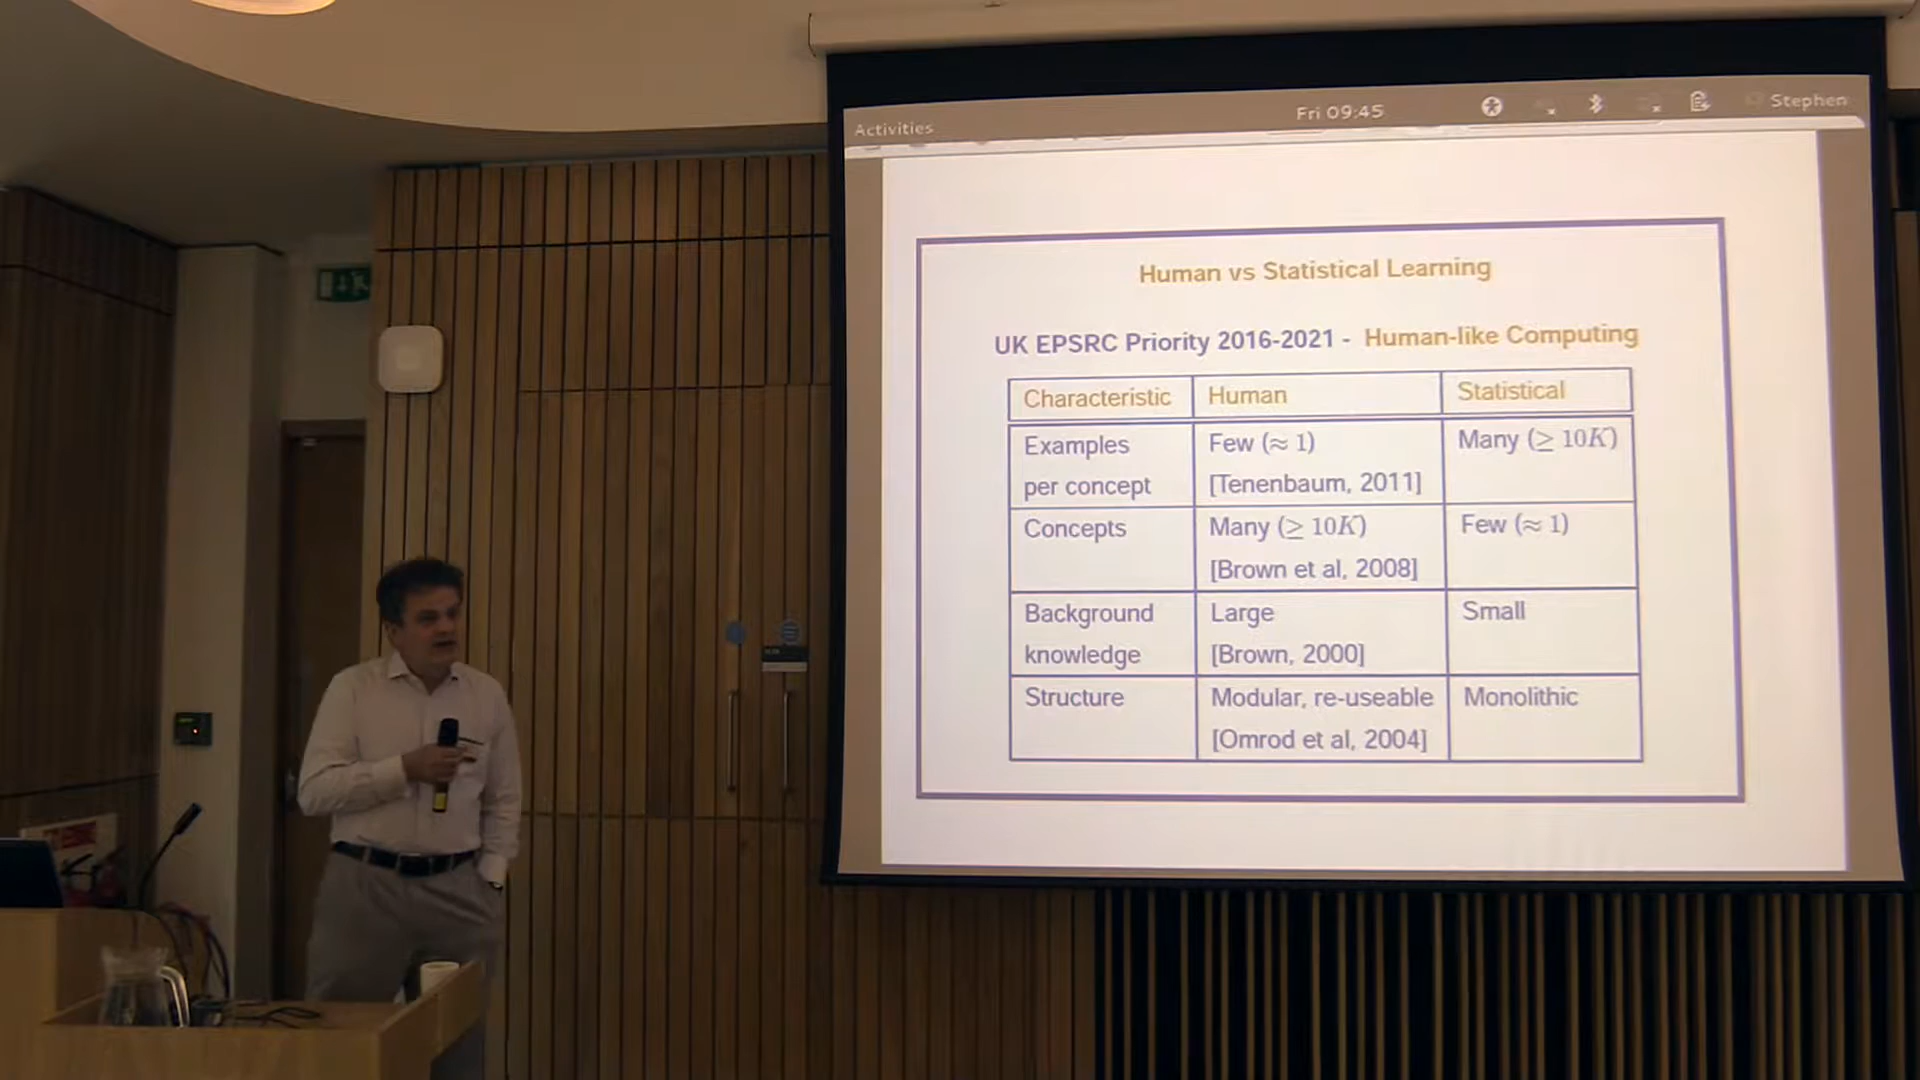 Activities
Fri 09:45
Stephen
Human vs Statistical Learning
UK EPSRC Priority 2016-2021 - Human-like Computing
Characteristic Human Statistical
Examples Few (≈ 1) Many (≥ 10K)
per concept [Tenenbaum, 2011]
Concepts Many (≥ 10K) Few (≈ 1)
[Brown et al, 2008]
Background Large Small
knowledge [Brown, 2000]
Structure Modular, re-useable Monolithic
[Omrod et al, 2004]